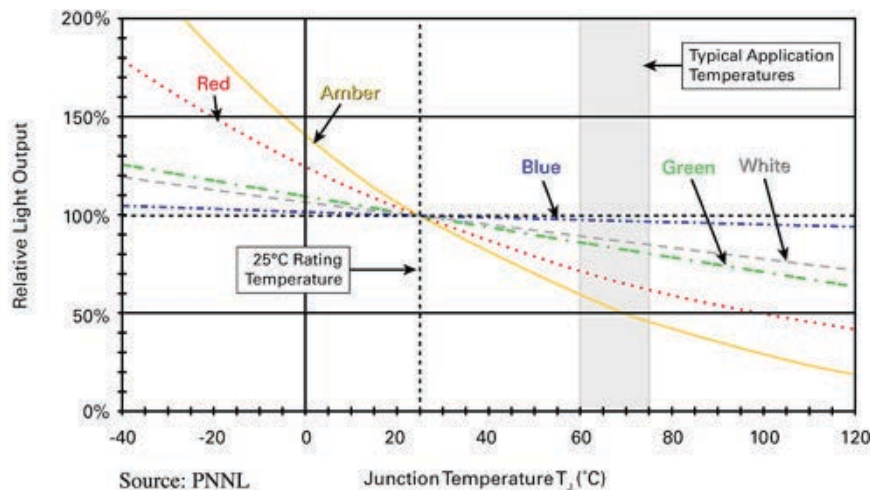 200%
150%
100%
50%
0%
Relative Light Output
Red
Amber
Blue
Green
White
Typical Application
Temperatures
25°C Rating
Temperature
-40
-20
0
20
40
60
80
100
120
Source: PNNL
Junction Temperature TJ (°C)